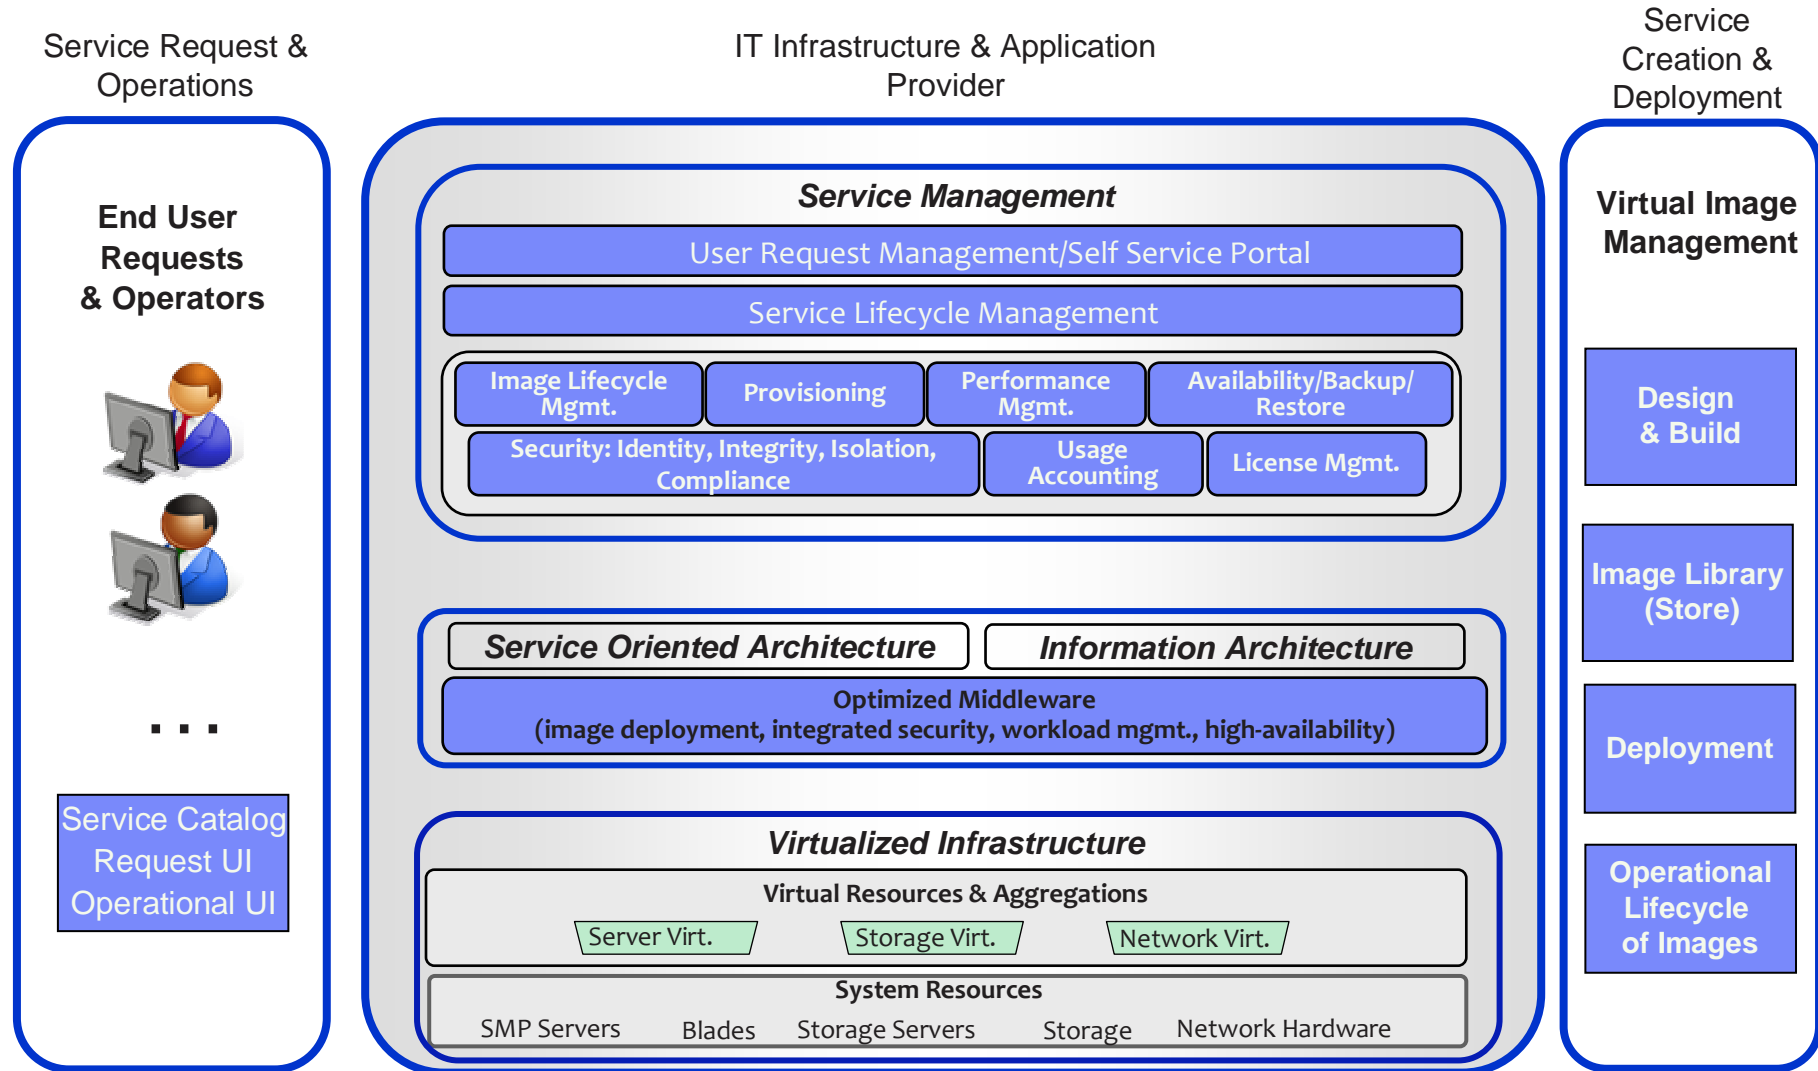 Service Request &
Operations
IT Infrastructure & Application
Provider
Service
Creation &
Deployment
End User
Requests
& Operators
. . .
Service Catalog
Request UI
Operational UI
Service Management
User Request Management/Self Service Portal
Service Lifecycle Management
Image Lifecycle
Mgmt.
Provisioning
Performance
Mgmt.
Availability/Backup/
Restore
Security: Identity, Integrity, Isolation,
Compliance
Usage
Accounting
License Mgmt.
Service Oriented Architecture
Information Architecture
Optimized Middleware
(image deployment, integrated security, workload mgmt., high-availability)
Virtualized Infrastructure
Virtual Resources & Aggregations
Server Virt.
Storage Virt.
Network Virt.
System Resources
SMP Servers
Blades
Storage Servers
Storage
Network Hardware
Virtual Image
Management
Design
& Build
Image Library
(Store)
Deployment
Operational
Lifecycle
of Images